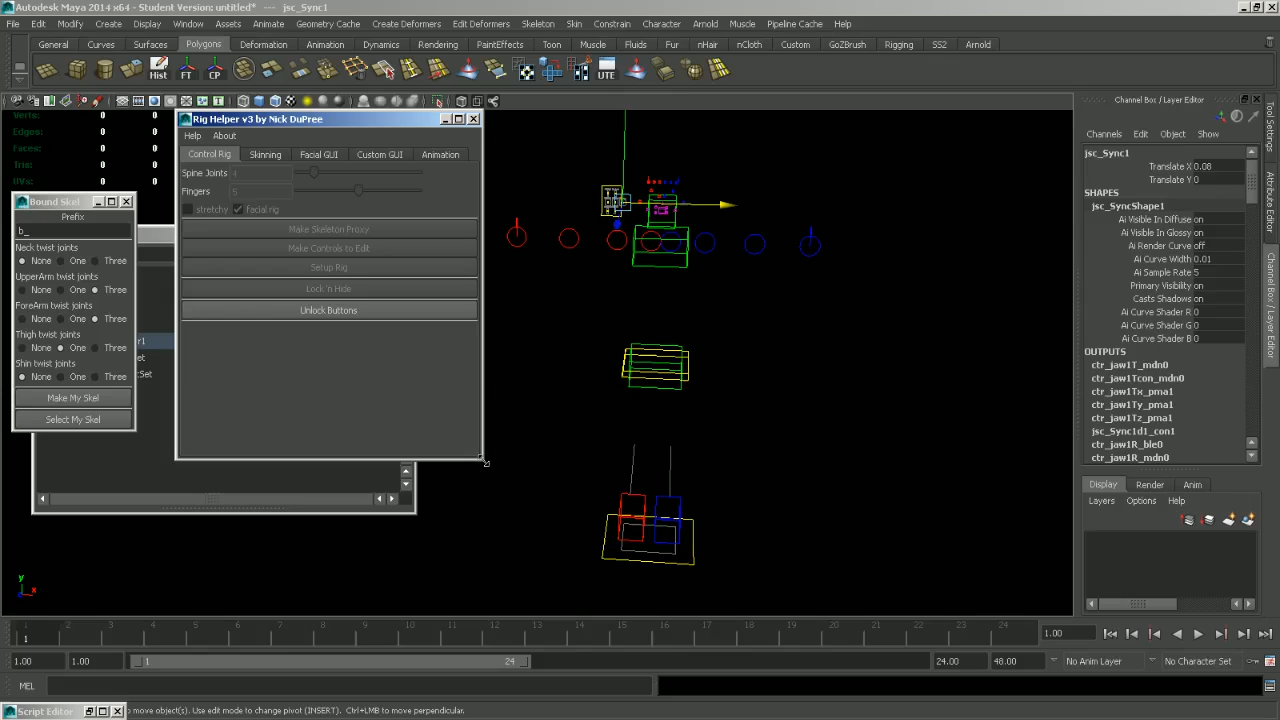 Autodesk Maya 2014 x64 - Student Version: untitled* --- jsc_Sync1
File Edit Modify Create Display Window Assets Animate Geometry Cache Create Deformers Edit Deformers Skeleton Skin Constrain Character Arnold Muscle Pipeline Cache Help
General Curves Surfaces Polygons Deformation Animation Dynamics Rendering PaintEffects Toon Muscle Fluids Fur nHair nCloth Custom GoZBrush Rigging SS2 Arnold
Hist FT CP UTE
Verts: 0 0 0
Edges: 0 0 0
Faces: 0 0 0
Tris: 0 0 0
UVs: 0 0 0
Rig Helper v3 by Nick DuPree
Help About
Control Rig Skinning Facial GUI Custom GUI Animation
Spine Joints 4
Fingers 5
stretchy facial rig
Make Skeleton Proxy
Make Controls to Edit
Setup Rig
Lock 'n Hide
Unlock Buttons
Bound Skel
Prefix
b_
Neck twist joints
None One Two Three
UpperArm twist joints
None One Three
ForeArm twist joints
None One Three
Thigh twist joints
None One Three
Shin twist joints
None One Three
Make My Skel
Select My Skel
r1
et
tSet
y
x
Channel Box / Layer Editor
Channels Edit Object Show
jsc_Sync1
Translate X 0.08
Translate Y 0
SHAPES
jsc_SyncShape1
Ai Visible In Diffuse on
Ai Visible In Glossy on
Ai Render Curve off
Ai Curve Width 0.01
Ai Sample Rate 5
Primary Visibility on
Casts Shadows on
Ai Curve Shader R 0
Ai Curve Shader G 0
Ai Curve Shader B 0
OUTPUTS
ctr_jaw1T_mdn0
ctr_jaw1Tcon_mdn0
ctr_jaw1Tx_pma1
ctr_jaw1Ty_pma1
ctr_jaw1Tz_pma1
jsc_Sync1d1_con1
ctr_jaw1R_ble0
ctr_jaw1R_mdn0
Display Render Anim
Layers Options Help
Tool Settings
Attribute Editor
Channel Box / Layer Editor
1 2 3 4 5 6 7 8 9 10 11 12 13 14 15 16 17 18 19 20 21 22 23 24
1
1.00
1.00 1.00 1 24 24.00 48.00 No Anim Layer No Character Set
MEL
Script Editor
move object(s). Use edit mode to change pivot (INSERT). Ctrl+LMB to move perpendicular.